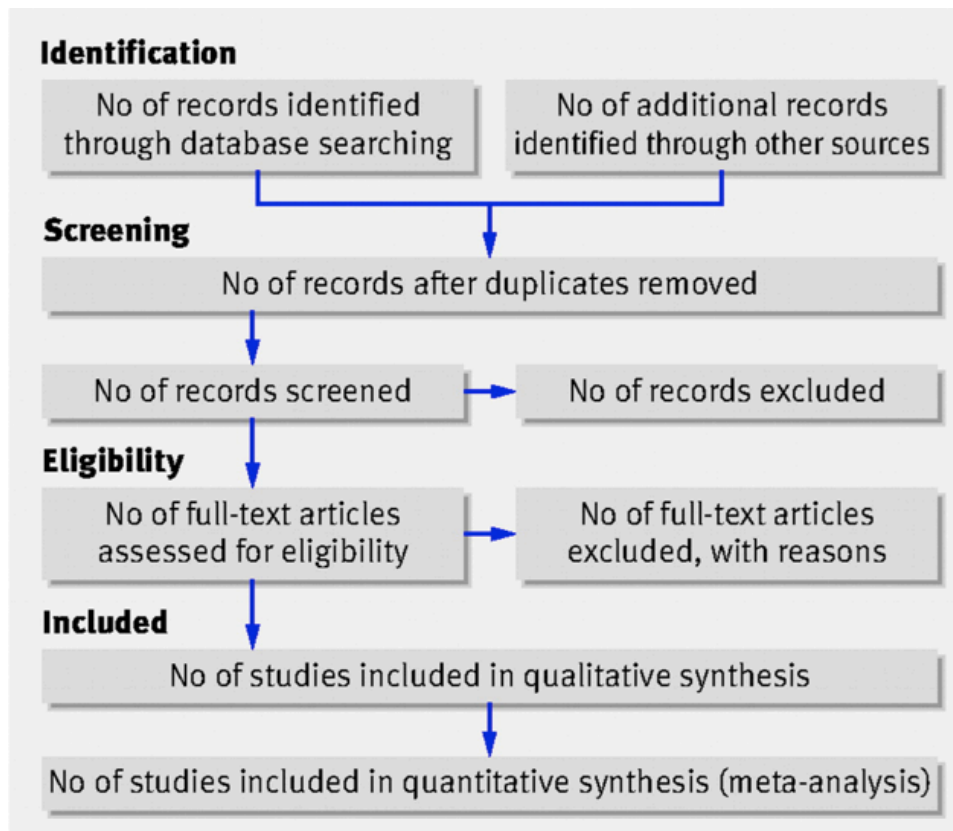 Identification
No of records identified
through database searching
No of additional records
identified through other sources
Screening
No of records after duplicates removed
No of records screened
No of records excluded
Eligibility
No of full-text articles
assessed for eligibility
No of full-text articles
excluded, with reasons
Included
No of studies included in qualitative synthesis
No of studies included in quantitative synthesis (meta-analysis)